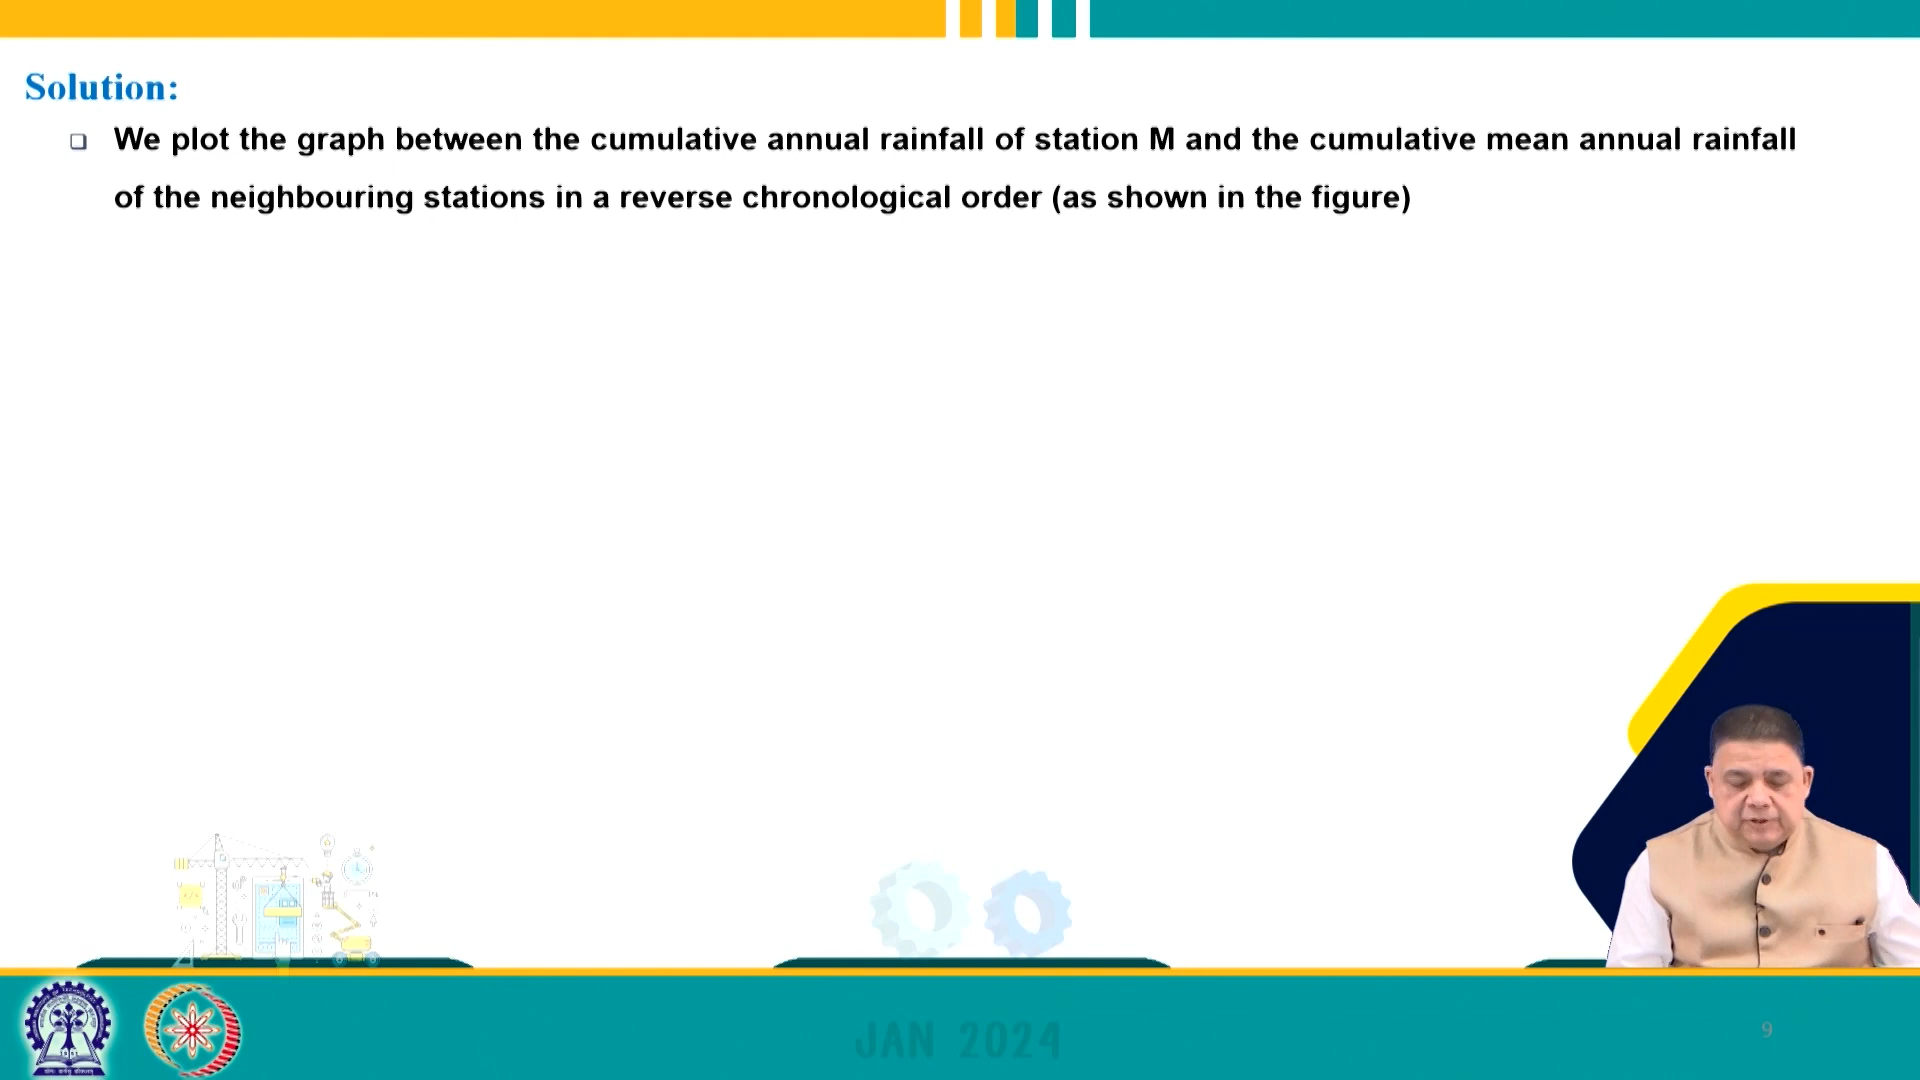 Solution:
❑ We plot the graph between the cumulative annual rainfall of station M and the cumulative mean annual rainfall
of the neighbouring stations in a reverse chronological order (as shown in the figure)
JAN 2024
9